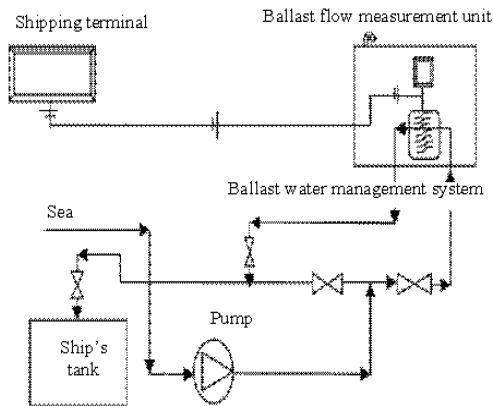 Shipping terminal
Ballast flow measurement unit
Ballast water management system
Sea
Pump
Ship's
tank